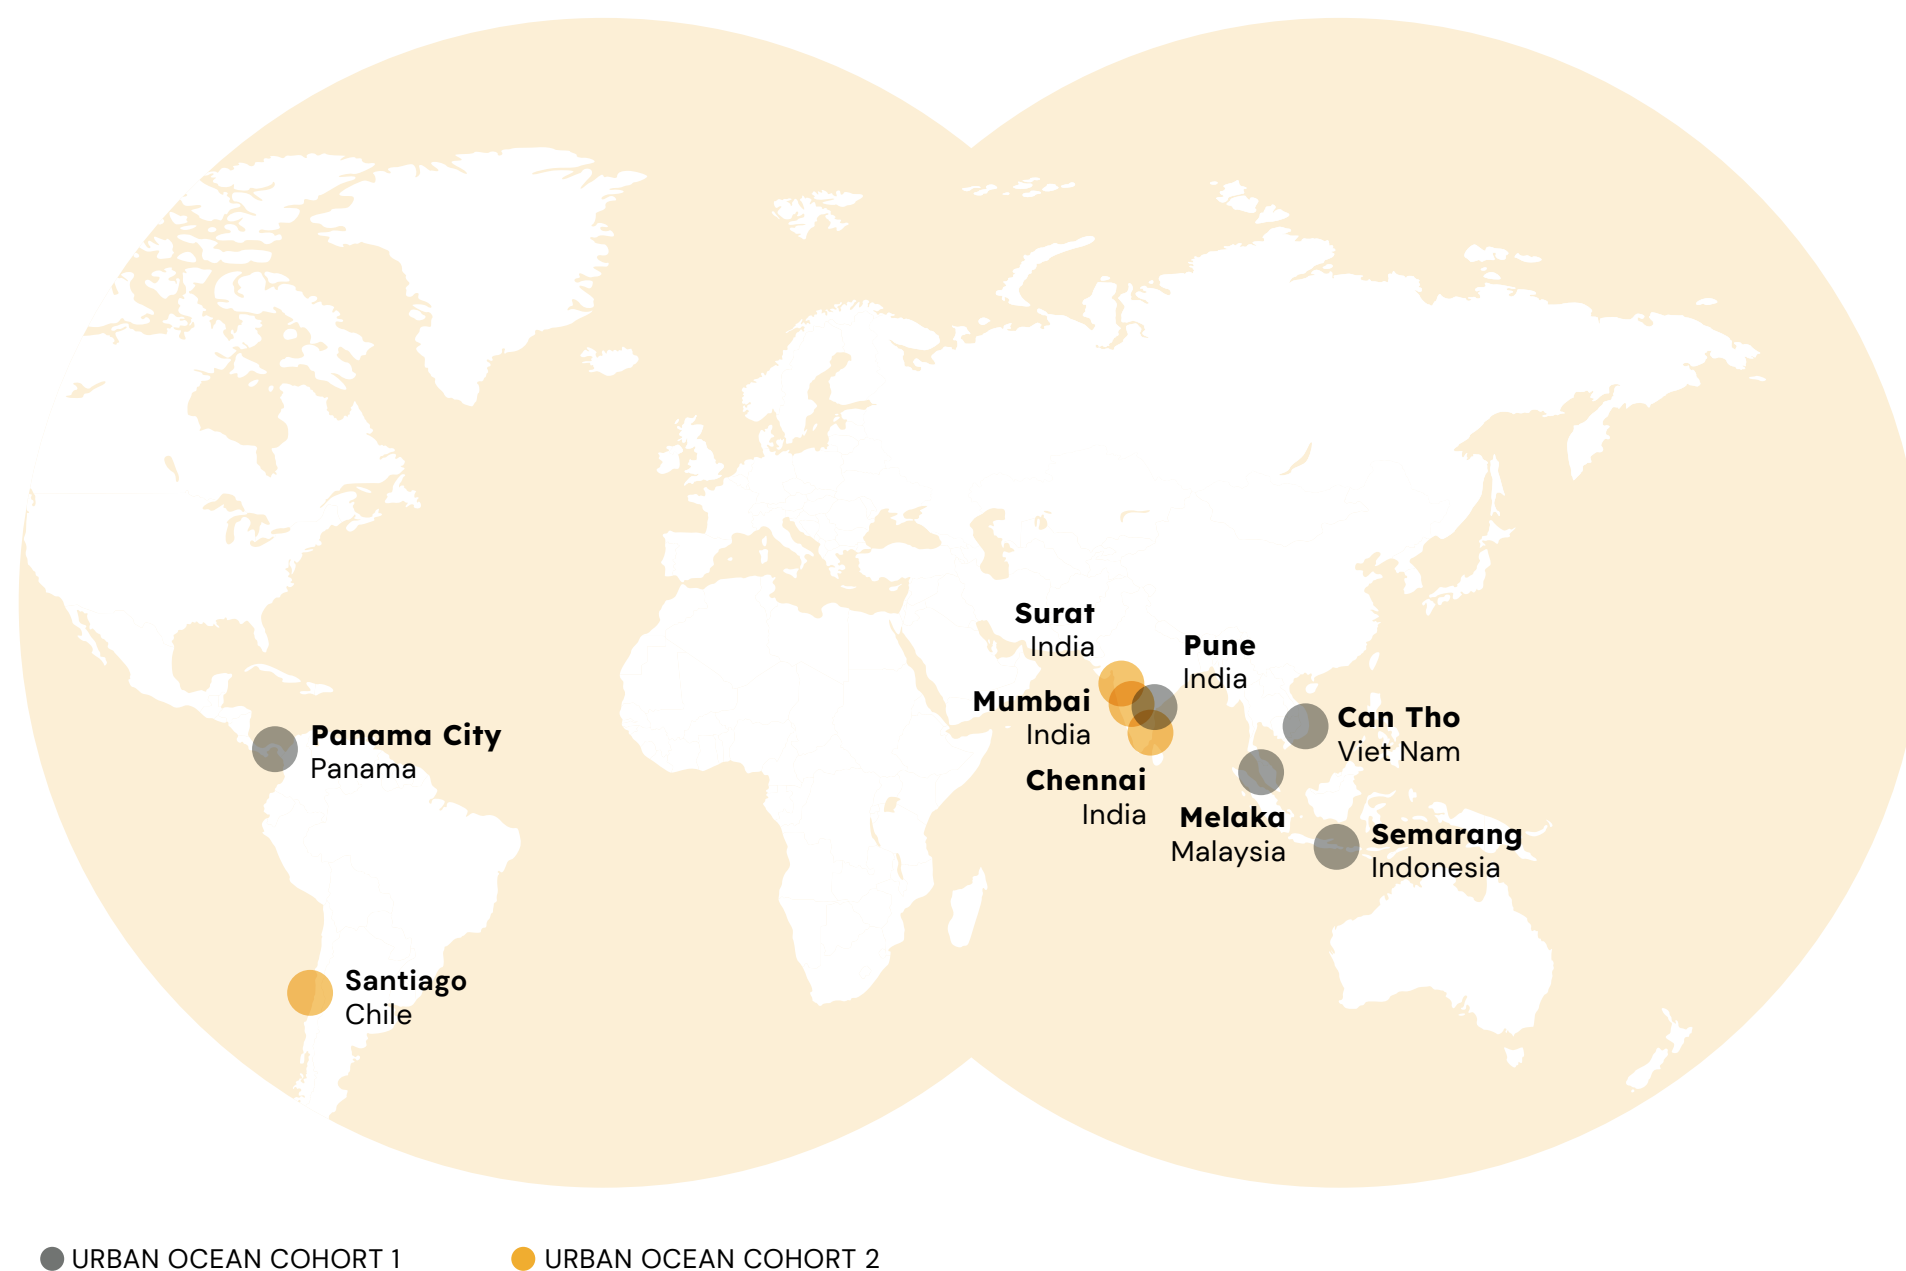 Surat
India
Pune
India
Mumbai
India
Can Tho
Viet Nam
Panama City
Panama
Chennai
India
Melaka
Malaysia
Semarang
Indonesia
Santiago
Chile
URBAN OCEAN COHORT 1
URBAN OCEAN COHORT 2